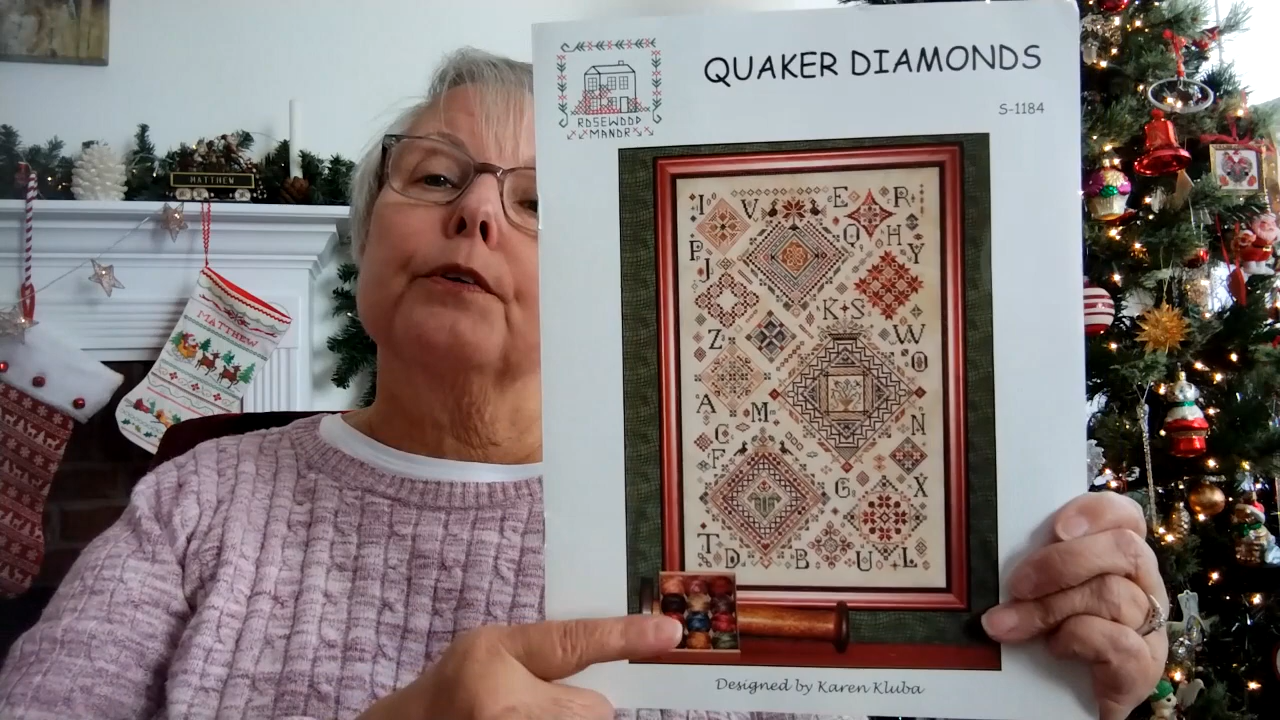 QUAKER DIAMONDS
S-1184
ROSEWOOD
MANOR
MATTHEW
MATTHEW
I V E R
Q H
P Y
J
K S
Z W
O
A M
N
C
F
G X
T D B U L
Designed by Karen Kluba